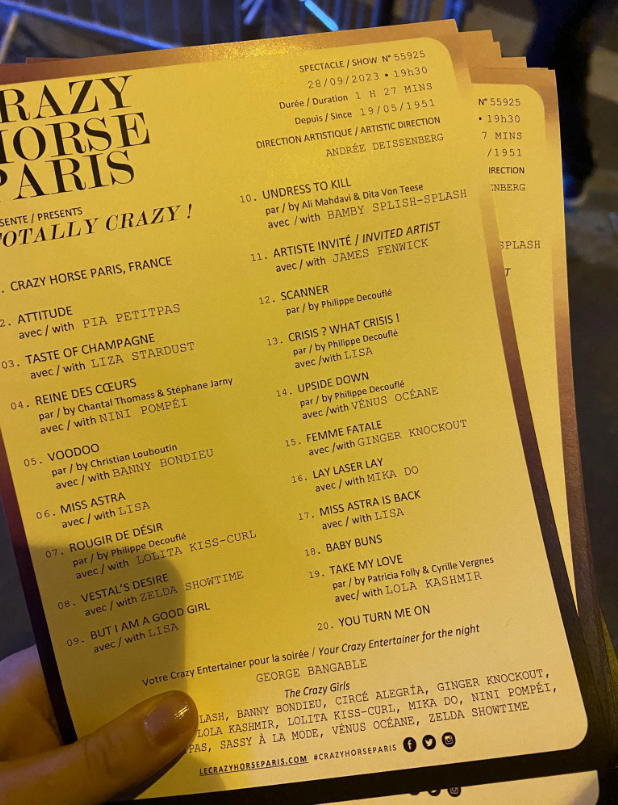 RAZY
HORSE
PARIS
SENTE / PRESENTS
TOTALLY CRAZY !
SPECTACLE / SHOW N° 55925
28/09/2023 • 19h30
Durée / Duration 1 H 27 MINS
Depuis / Since 19/05/1951
DIRECTION ARTISTIQUE / ARTISTIC DIRECTION
ANDRÉE DEISSENBERG
. CRAZY HORSE PARIS, FRANCE
2. ATTITUDE
avec / with PIA PETITPAS
03. TASTE OF CHAMPAGNE
avec / with LIZA STARDUST
04. REINE DES CŒURS
par / by Chantal Thomass & Stéphane Jarny
avec / with NINI POMPÉI
05. VOODOO
par / by Christian Louboutin
avec / with BANNY BONDIEU
06. MISS ASTRA
avec / with LISA
07. ROUGIR DE DÉSIR
par / by Philippe Decouflé
avec / with LOLITA KISS-CURL
08. VESTAL'S DESIRE
avec / with ZELDA SHOWTIME
09. BUT I AM A GOOD GIRL
avec / with LISA
10. UNDRESS TO KILL
par / by Ali Mahdavi & Dita Von Teese
avec / with BAMBY SPLISH-SPLASH
11. ARTISTE INVITÉ / INVITED ARTIST
avec / with JAMES FENWICK
12. SCANNER
par / by Philippe Decouflé
13. CRISIS ? WHAT CRISIS !
par / by Philippe Decouflé
avec /with LISA
14. UPSIDE DOWN
par / by Philippe Decouflé
avec /with VÉNUS OCÉANE
15. FEMME FATALE
avec /with GINGER KNOCKOUT
16. LAY LASER LAY
avec / with MIKA DO
17. MISS ASTRA IS BACK
avec / with LISA
18. BABY BUNS
19. TAKE MY LOVE
par / by Patricia Folly & Cyrille Vergnes
avec/ with LOLA KASHMIR
20. YOU TURN ME ON
Votre Crazy Entertainer pour la soirée / Your Crazy Entertainer for the night
GEORGE BANGABLE
The Crazy Girls
LASH, BANNY BONDIEU, CIRCÉ ALEGRÍA, GINGER KNOCKOUT,
LOLA KASHMIR, LOLITA KISS-CURL, MIKA DO, NINI POMPÉI,
PAS, SASSY À LA MODE, VÉNUS OCÉANE, ZELDA SHOWTIME
LECRAZYHORSEPARIS.COM #CRAZYHORSEPARIS
N° 55925
• 19h30
7 MINS
/1951
IRECTION
NBERG
SPLASH
T